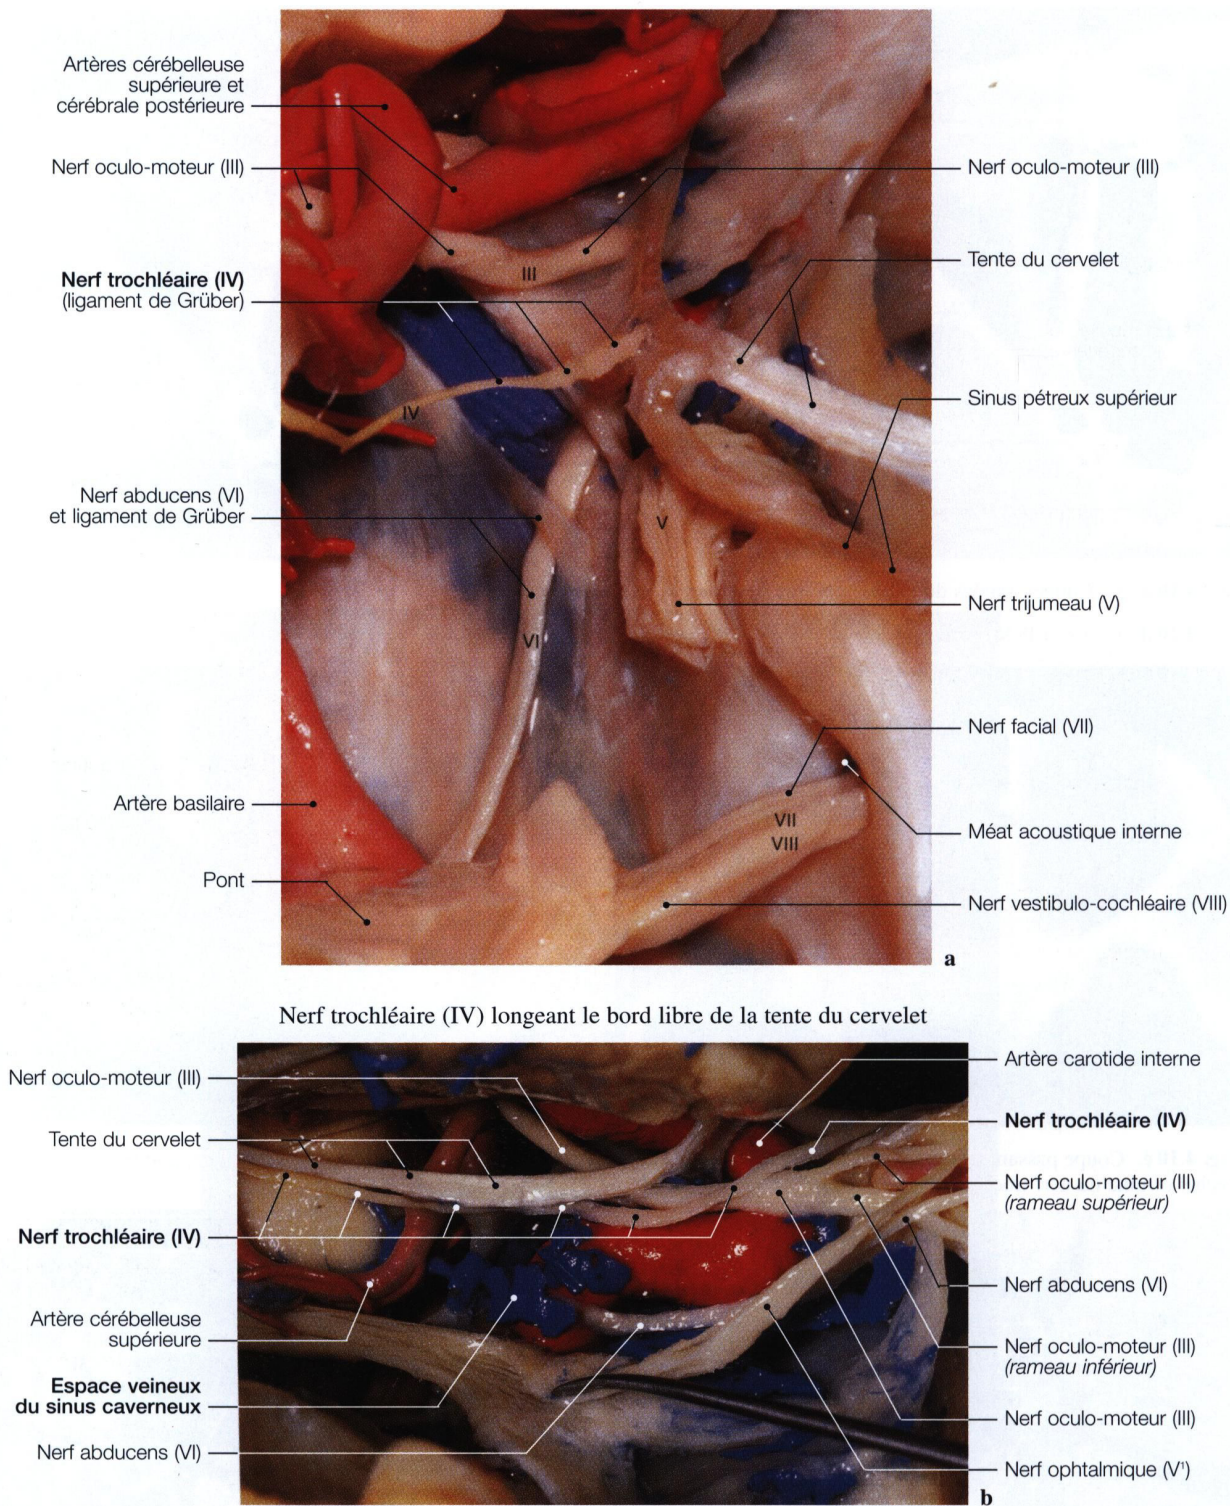 Artères cérébelleuse
supérieure et
cérébrale postérieure
Nerf oculo-moteur (III)
Nerf trochléaire (IV)
(ligament de Grüber)
Nerf abducens (VI)
et ligament de Grüber
Artère basilaire
Pont
III
IV
V
VI
VII
VIII
Nerf oculo-moteur (III)
Tente du cervelet
Sinus pétreux supérieur
Nerf trijumeau (V)
Nerf facial (VII)
Méat acoustique interne
Nerf vestibulo-cochléaire (VIII)
a
Nerf trochléaire (IV) longeant le bord libre de la tente du cervelet
Nerf oculo-moteur (III)
Tente du cervelet
Nerf trochléaire (IV)
Artère cérébelleuse
supérieure
Espace veineux
du sinus caverneux
Nerf abducens (VI)
Artère carotide interne
Nerf trochléaire (IV)
Nerf oculo-moteur (III)
(rameau supérieur)
Nerf abducens (VI)
Nerf oculo-moteur (III)
(rameau inférieur)
Nerf oculo-moteur (III)
Nerf ophtalmique (V¹)
b